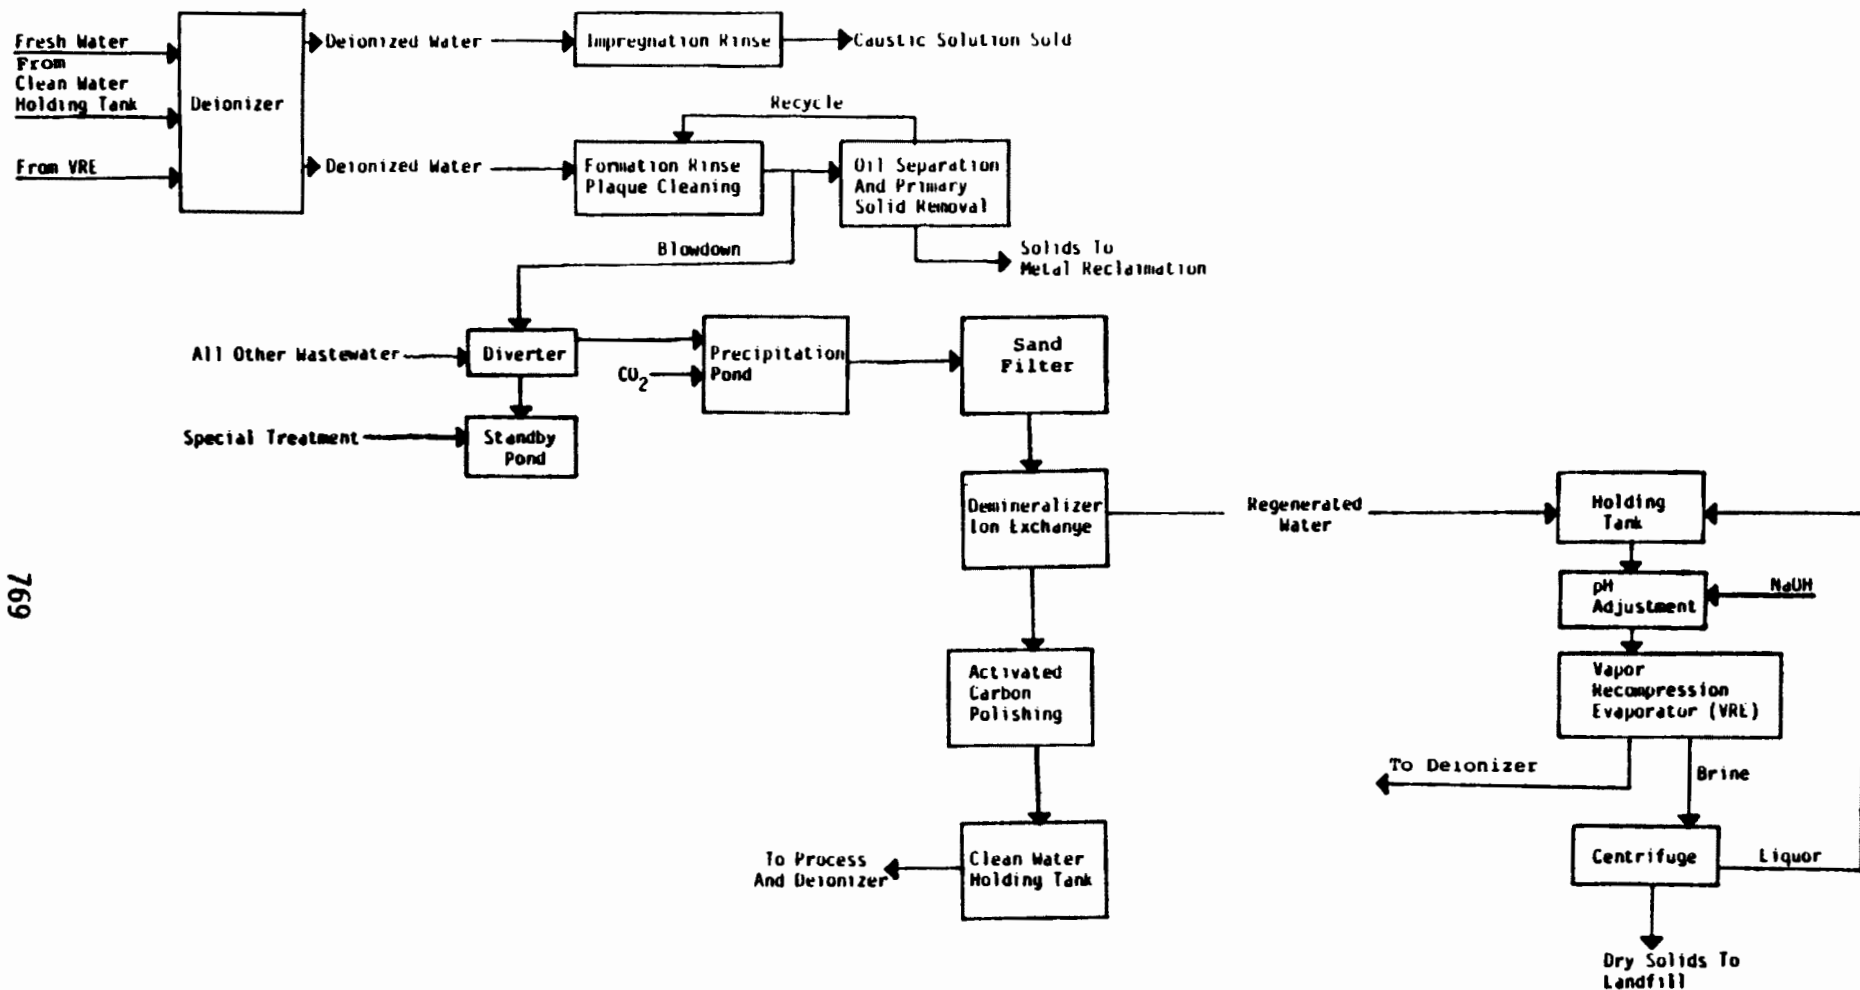 Fresh Water
From
Clean Water
Holding Tank
From VRE
Deionizer
Deionized Water
Impregnation Rinse
Caustic Solution Sold
Recycle
Deionized Water
Formation Rinse
Plaque Cleaning
Oil Separation
And Primary
Solid Removal
Blowdown
Solids To
Metal Reclaimation
All Other Wastewater
Diverter
CO2
Precipitation
Pond
Sand
Filter
Special Treatment
Standby
Pond
Demineralizer
Ion Exchange
Regenerated
Water
Holding
Tank
pH
Adjustment
NaOH
Vapor
Recompression
Evaporator (VRE)
Activated
Carbon
Polishing
To Deionizer
Brine
To Process
And Deionizer
Clean Water
Holding Tank
Centrifuge
Liquor
Dry Solids To
Landfill
769